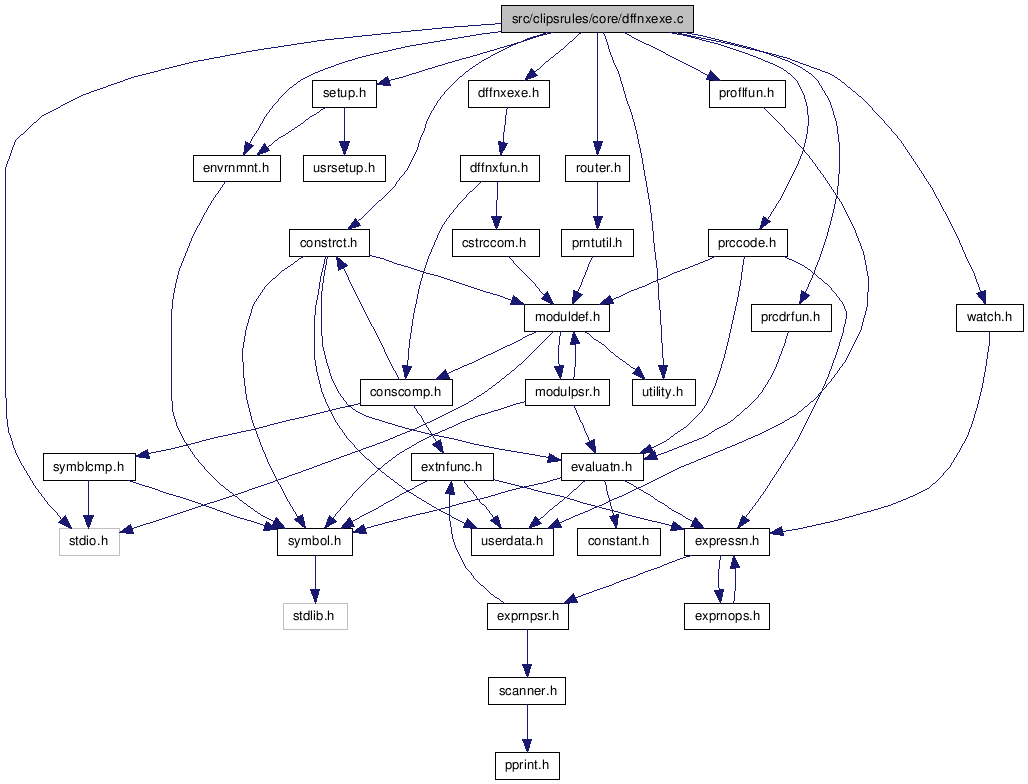 src/clipsrules/core/dffnxexe.c
setup.h
dffnxexe.h
proflfun.h
envrnmnt.h
usrsetup.h
dffnxfun.h
router.h
constrct.h
cstrccom.h
prntutil.h
prccode.h
moduldef.h
prcdrfun.h
watch.h
conscomp.h
modulpsr.h
utility.h
symblcmp.h
extnfunc.h
evaluatn.h
stdio.h
symbol.h
userdata.h
constant.h
expressn.h
stdlib.h
exprnpsr.h
exprnops.h
scanner.h
pprint.h